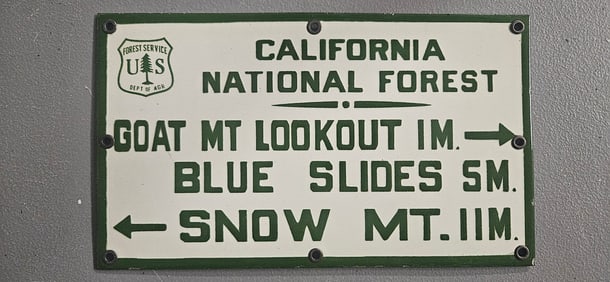 FOREST SERVICE
U S
DEPT OF AGR
CALIFORNIA
NATIONAL FOREST
GOAT MT LOOKOUT 1M.
BLUE SLIDES 5M.
SNOW MT. 11M.